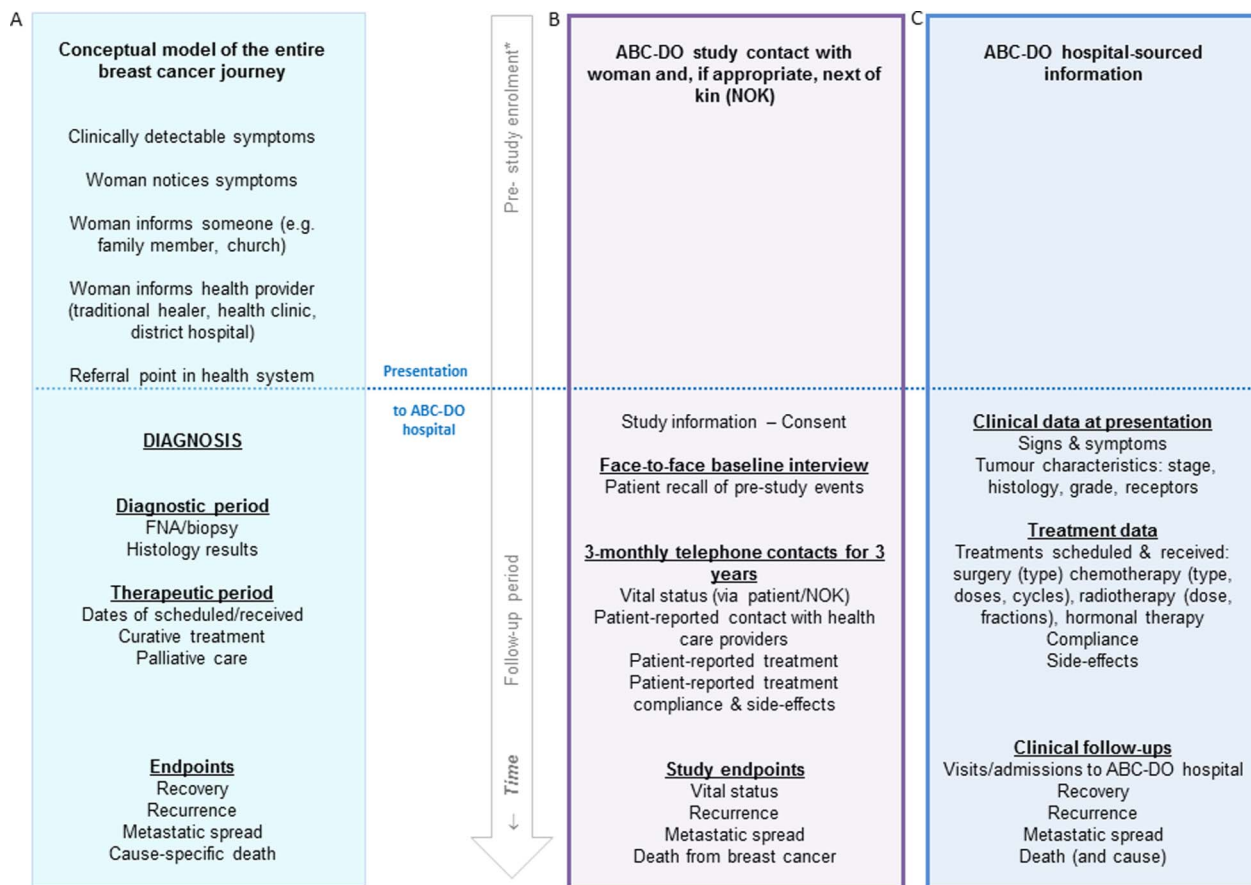 A
Conceptual model of the entire
breast cancer journey
Clinically detectable symptoms
Woman notices symptoms
Woman informs someone (e.g.
family member, church)
Woman informs health provider
(traditional healer, health clinic,
district hospital)
Referral point in health system
DIAGNOSIS
Diagnostic period
FNA/biopsy
Histology results
Therapeutic period
Dates of scheduled/received
Curative treatment
Palliative care
Endpoints
Recovery
Recurrence
Metastatic spread
Cause-specific death
Presentation
to ABC-DO
hospital
Pre- study enrolment*
Follow-up period
← Time
B
ABC-DO study contact with
woman and, if appropriate, next of
kin (NOK)
Study information – Consent
Face-to-face baseline interview
Patient recall of pre-study events
3-monthly telephone contacts for 3
years
Vital status (via patient/NOK)
Patient-reported contact with health
care providers
Patient-reported treatment
Patient-reported treatment
compliance & side-effects
Study endpoints
Vital status
Recurrence
Metastatic spread
Death from breast cancer
C
ABC-DO hospital-sourced
information
Clinical data at presentation
Signs & symptoms
Tumour characteristics: stage,
histology, grade, receptors
Treatment data
Treatments scheduled & received:
surgery (type) chemotherapy (type,
doses, cycles), radiotherapy (dose,
fractions), hormonal therapy
Compliance
Side-effects
Clinical follow-ups
Visits/admissions to ABC-DO hospital
Recovery
Recurrence
Metastatic spread
Death (and cause)